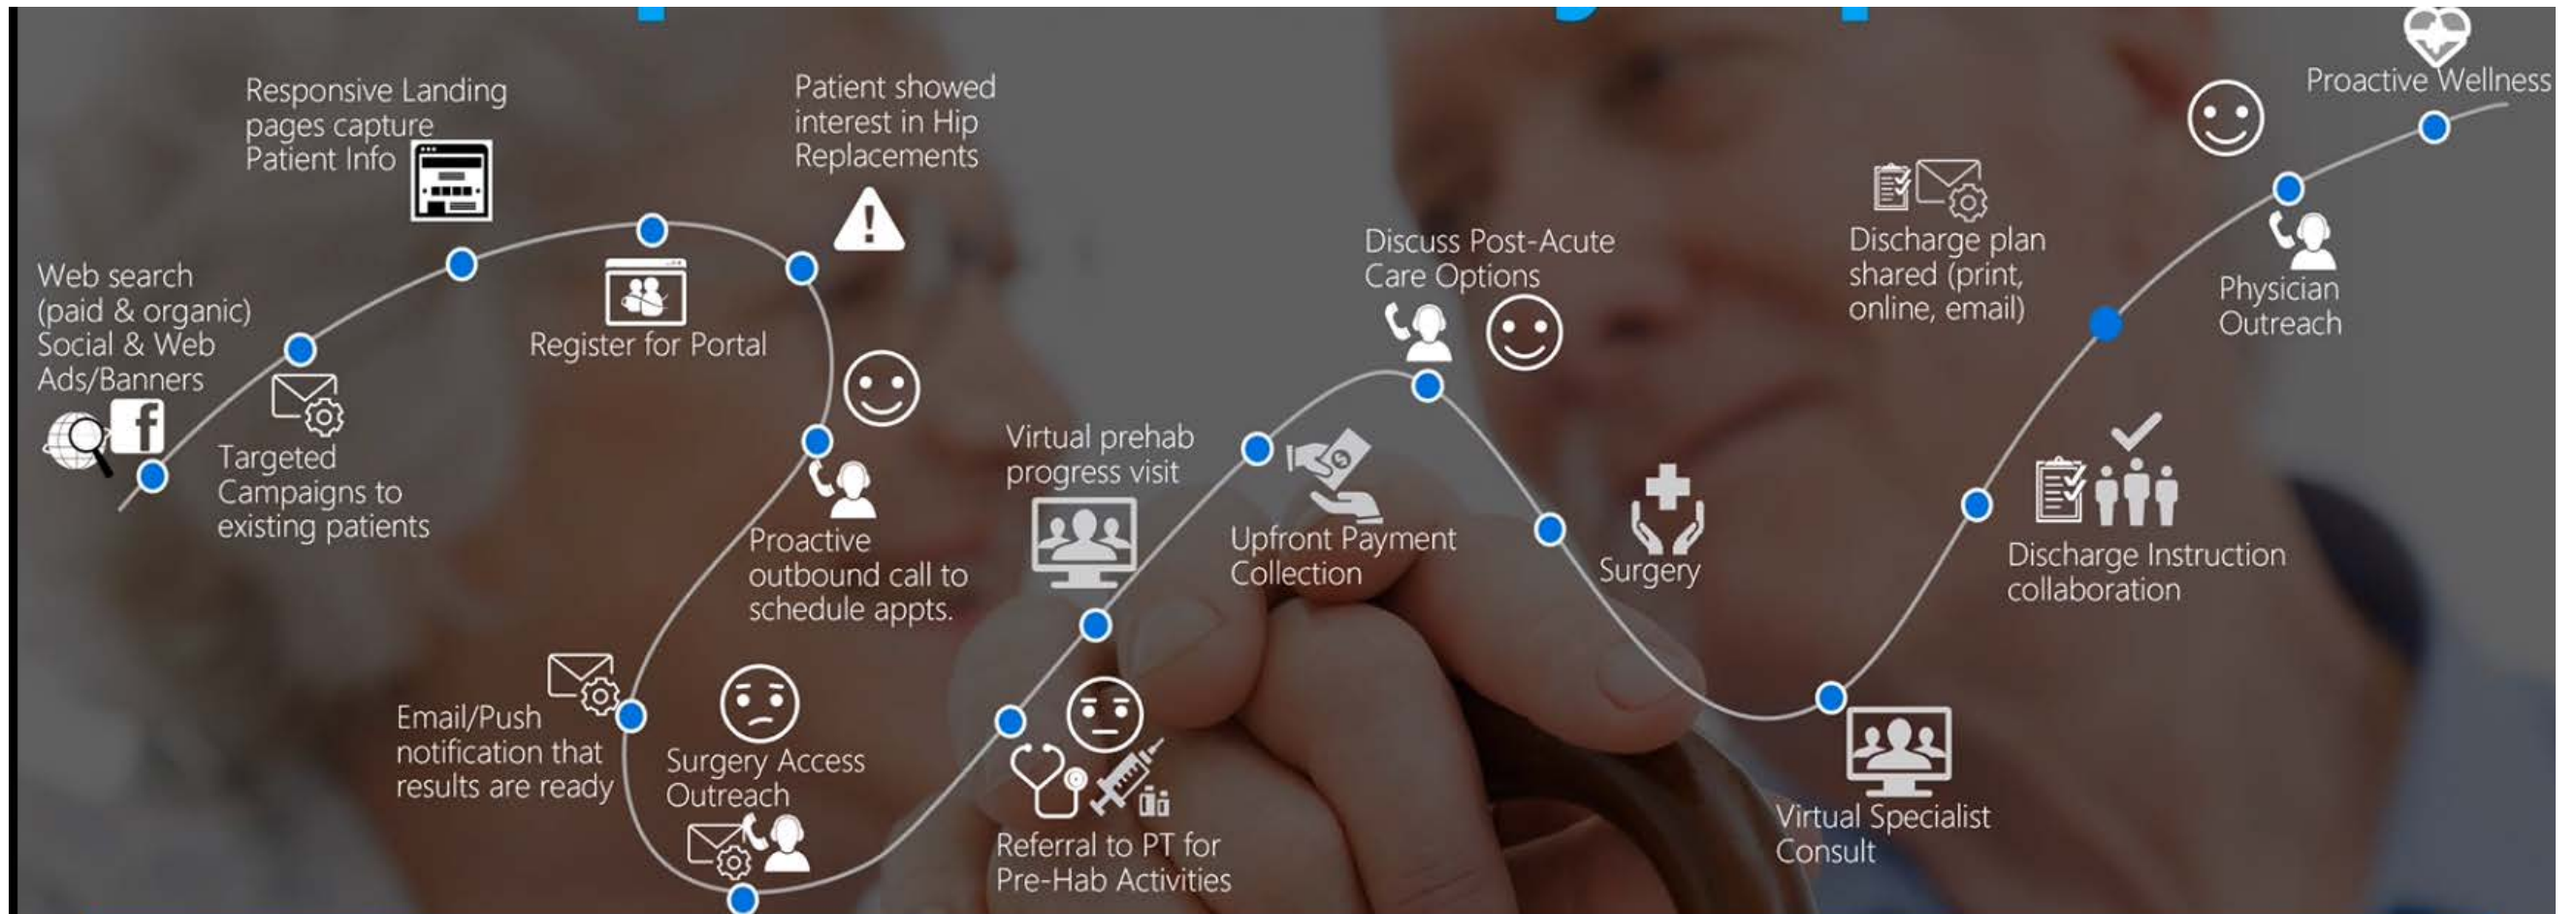 Web search
(paid & organic)
Social & Web
Ads/Banners
Targeted
Campaigns to
existing patients
Responsive Landing
pages capture
Patient Info
Register for Portal
Patient showed
interest in Hip
Replacements
Proactive
outbound call to
schedule appts.
Email/Push
notification that
results are ready
Surgery Access
Outreach
Referral to PT for
Pre-Hab Activities
Virtual prehab
progress visit
Upfront Payment
Collection
Discuss Post-Acute
Care Options
Surgery
Virtual Specialist
Consult
Discharge Instruction
collaboration
Discharge plan
shared (print,
online, email)
Physician
Outreach
Proactive Wellness